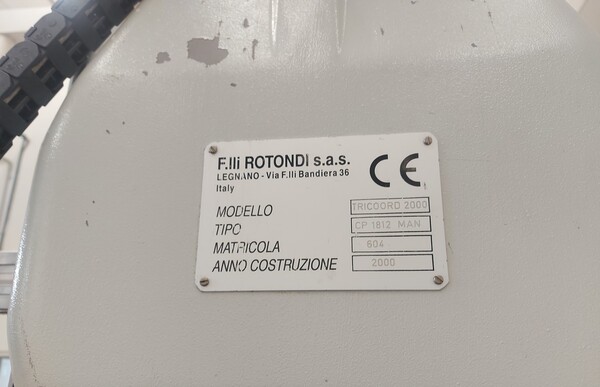 F.lli ROTONDI s.a.s.
LEGNANO - Via F.lli Bandiera 36
Italy
CE
MODELLO TRICOORD 2000
TIPO CP 1812 MAN
MATRICOLA 604
ANNO COSTRUZIONE 2000